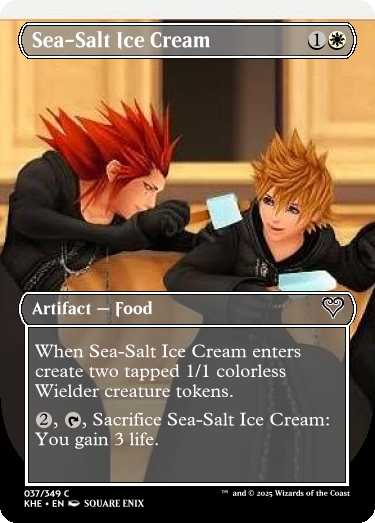 Sea-Salt Ice Cream 1
Artifact — Food
When Sea-Salt Ice Cream enters
create two tapped 1/1 colorless
Wielder creature tokens.
2, , Sacrifice Sea-Salt Ice Cream:
You gain 3 life.
037/349 C
KHE • EN SQUARE ENIX
™ and © 2025 Wizards of the Coast